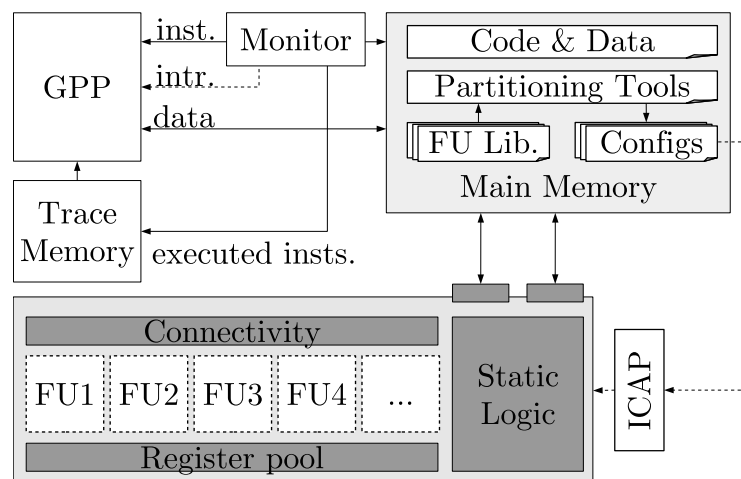 GPP
inst.
Monitor
intr.
data
Code & Data
Partitioning Tools
FU Lib.
Configs
Main Memory
Trace
Memory
executed insts.
Connectivity
FU1
FU2
FU3
FU4
...
Register pool
Static
Logic
ICAP